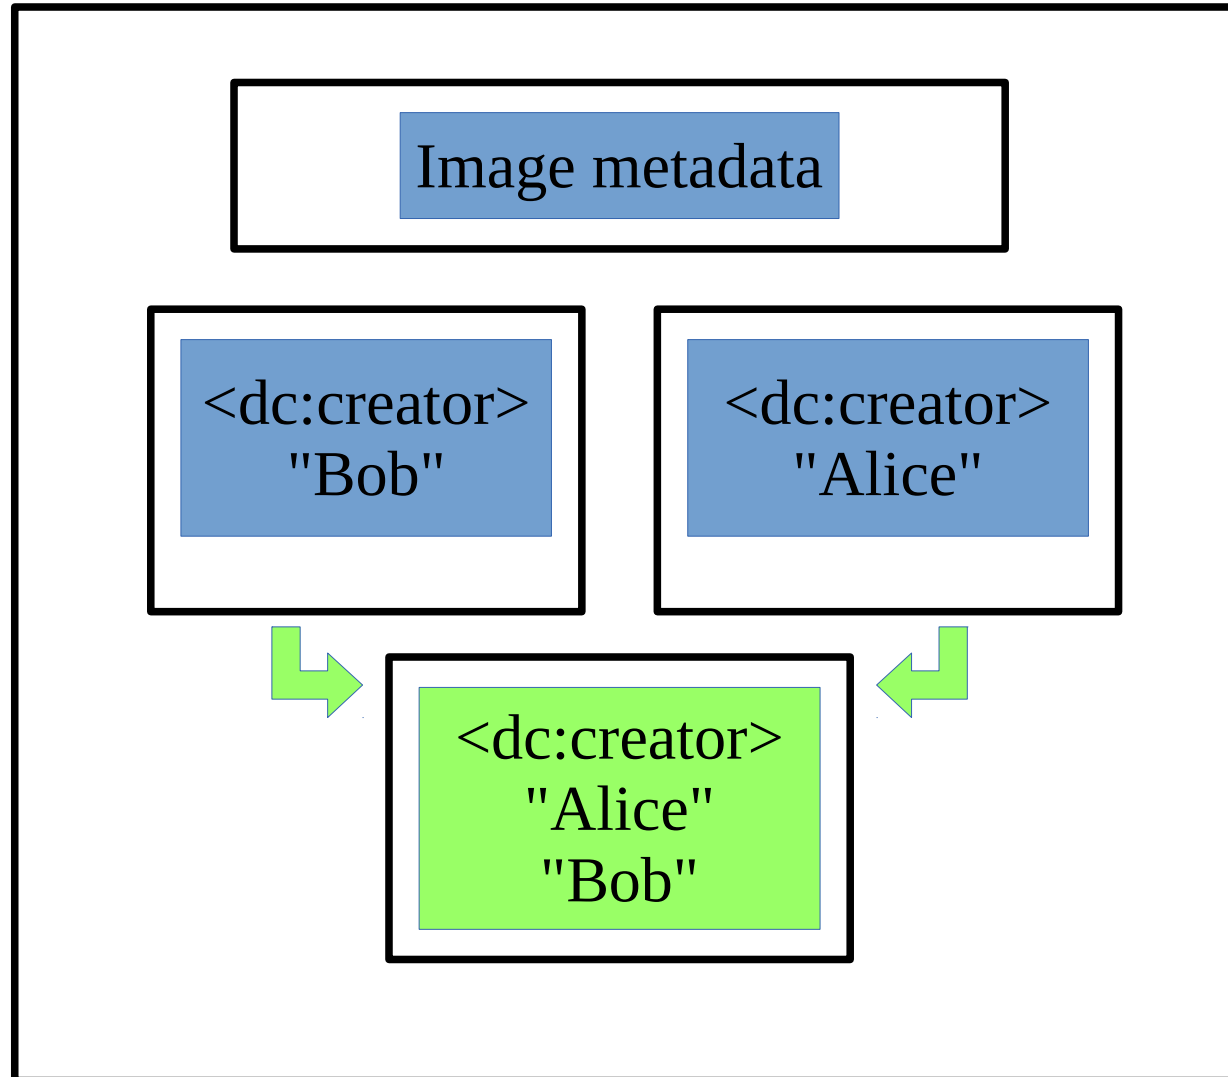 Image metadata
<dc:creator>
"Bob"
<dc:creator>
"Alice"
<dc:creator>
"Alice"
"Bob"